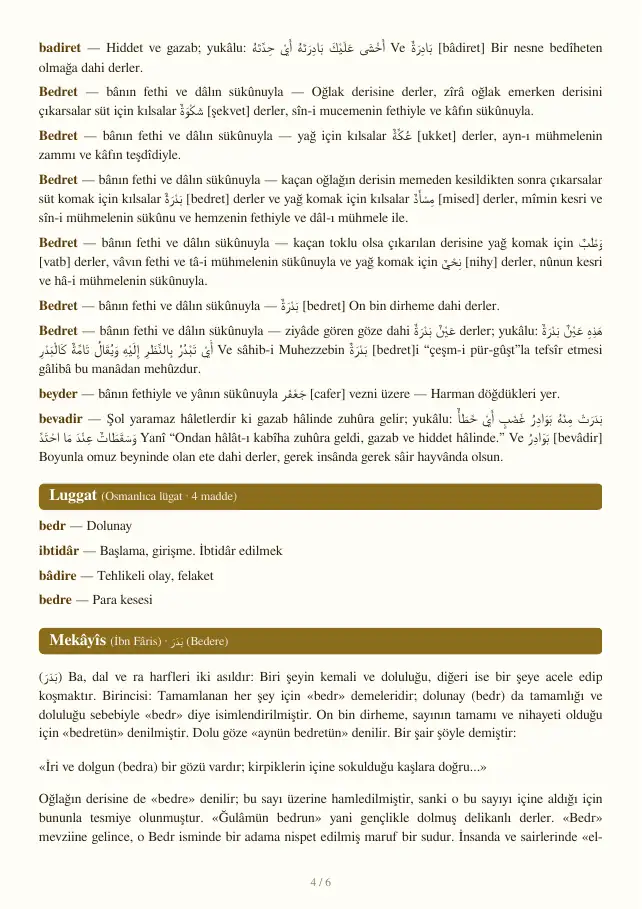 badiret — Hiddet ve gazab; yukâlu: أَخْشَى عَلَيْكَ بَادِرَتَهُ أَيْ حِدَّتَهُ Ve بَادِرَةٌ [bâdiret] Bir nesne bedîheten
olmağa dahi derler.
Bedret — bânın fethi ve dâlın sükûnuyla — Oğlak derisine derler, zîrâ oğlak emerken derisini
çıkarsalar süt için kılsalar شَكْوَةٌ [şekvet] derler, sîn-i mucemenin fethiyle ve kâfın sükûnuyla.
Bedret — bânın fethi ve dâlın sükûnuyla — yağ için kılsalar عُكَّةٌ [ukket] derler, ayn-ı mühmelenin
zammı ve kâfın teşdîdiyle.
Bedret — bânın fethi ve dâlın sükûnuyla — kaçan oğlağın derisin memeden kesildikten sonra çıkarsalar
süt komak için kılsalar بَدْرَةٌ [bedret] derler ve yağ komak için kılsalar مِسْأَدٌ [mised] derler, mîmin kesri ve
sîn-i mühmelenin sükûnu ve hemzenin fethiyle ve dâl-ı mühmele ile.
Bedret — bânın fethi ve dâlın sükûnuyla — kaçan toklu olsa çıkarılan derisine yağ komak için وَطْبٌ
[vatb] derler, vâvın fethi ve tâ-i mühmelenin sükûnuyla ve yağ komak için نِحْيٌ [nihy] derler, nûnun kesri
ve hâ-i mühmelenin sükûnuyla.
Bedret — bânın fethi ve dâlın sükûnuyla — بَدْرَةٌ [bedret] On bin dirheme dahi derler.
Bedret — bânın fethi ve dâlın sükûnuyla — ziyâde gören göze dahi عَيْنٌ بَدْرَةٌ derler; yukâlu: هَذِهِ عَيْنٌ بَدْرَةٌ
أَيْ تَبْدُرُ بِالنَّظَرِ إِلَيْهِ وَيُقَالُ تَامَّةٌ كَالْبَدْرِ Ve sâhib-i Muhezzebin بَدْرَةٌ [bedret]i “çeşm-i pür-gûşt”la tefsîr etmesi
gâlibâ bu manâdan mehûzdur.
beyder — bânın fethiyle ve yânın sükûnuyla جَعْفَر [cafer] vezni üzere — Harman döğdükleri yer.
bevadir — Şol yaramaz hâletlerdir ki gazab hâlinde zuhûra gelir; yukâlu: بَدَرَتْ مِنْهُ بَوَادِرُ غَضَبٍ أَيْ خَطَأٌ
وَسَقَطَاتٌ عِنْدَ مَا احْتَدَّ Yanî “Ondan hâlât-ı kabîha zuhûra geldi, gazab ve hiddet hâlinde.” Ve بَوَادِرُ [bevâdir]
Boyunla omuz beyninde olan ete dahi derler, gerek insânda gerek sâir hayvânda olsun.
Luggat (Osmanlıca lügat · 4 madde)
bedr — Dolunay
ibtidâr — Başlama, girişme. İbtidâr edilmek
bâdire — Tehlikeli olay, felaket
bedre — Para kesesi
Mekâyîs (İbn Fâris) · بَدَرَ (Bedere)
(بَدَرَ) Ba, dal ve ra harfleri iki asıldır: Biri şeyin kemali ve doluluğu, diğeri ise bir şeye acele edip
koşmaktır. Birincisi: Tamamlanan her şey için «bedr» demeleridir; dolunay (bedr) da tamamlığı ve
doluluğu sebebiyle «bedr» diye isimlendirilmiştir. On bin dirheme, sayının tamamı ve nihayeti olduğu
için «bedretün» denilmiştir. Dolu göze «aynün bedretün» denilir. Bir şair şöyle demiştir:
«İri ve dolgun (bedra) bir gözü vardır; kirpiklerin içine sokulduğu kaşlara doğru...»
Oğlağın derisine de «bedre» denilir; bu sayı üzerine hamledilmiştir, sanki o bu sayıyı içine aldığı için
bununla tesmiye olunmuştur. «Ğulâmün bedrun» yani gençlikle dolmuş delikanlı derler. «Bedr»
mevziine gelince, o Bedr isminde bir adama nispet edilmiş maruf bir sudur. İnsanda ve sairlerinde «el-
4 / 6